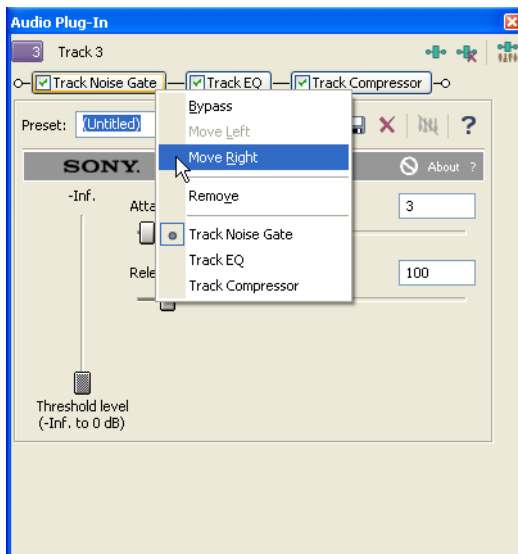 Audio Plug-In
3 Track 3
Track Noise Gate Track EQ Track Compressor
Preset: (Untitled)
Bypass
Move Left
Move Right
Remove
Track Noise Gate
Track EQ
Track Compressor
SONY. About ?
-Inf.
Atta 3
Rele 100
Threshold level
(-Inf. to 0 dB)